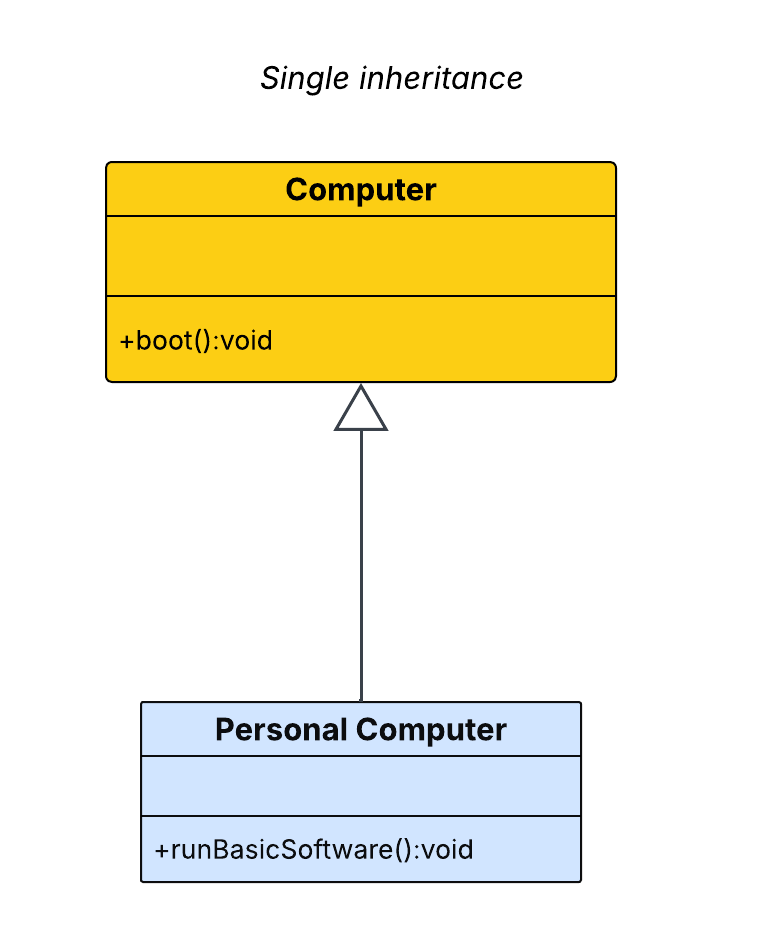 Single inheritance
Computer
+boot():void
Personal Computer
+runBasicSoftware():void